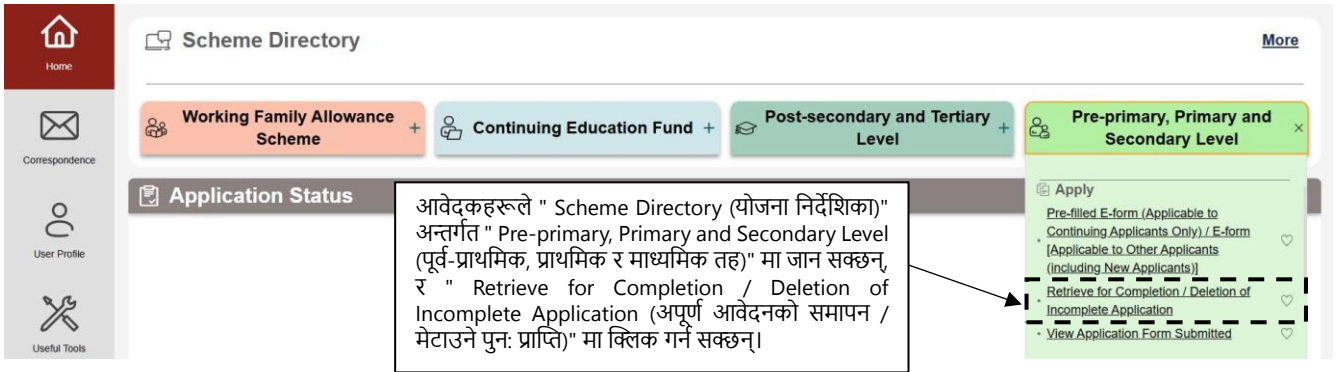 Home
Correspondence
User Profile
Useful Tools
Scheme Directory
More
Working Family Allowance
Scheme
+
Continuing Education Fund +
Post-secondary and Tertiary
Level
+
Pre-primary, Primary and
Secondary Level
×
Application Status
आवेदकहरूले " Scheme Directory (योजना निर्देशिका)"
अन्तर्गत " Pre-primary, Primary and Secondary Level
(पूर्व-प्राथमिक, प्राथमिक र माध्यमिक तह)" मा जान सक्छन्,
र " Retrieve for Completion / Deletion of
Incomplete Application (अपूर्ण आवेदनको समापन /
मेटाउने पुन: प्राप्ति)" मा क्लिक गर्न सक्छन्।
Apply
Pre-filled E-form (Applicable to
Continuing Applicants Only) / E-form
[Applicable to Other Applicants
(including New Applicants)]
Retrieve for Completion / Deletion of
Incomplete Application
View Application Form Submitted